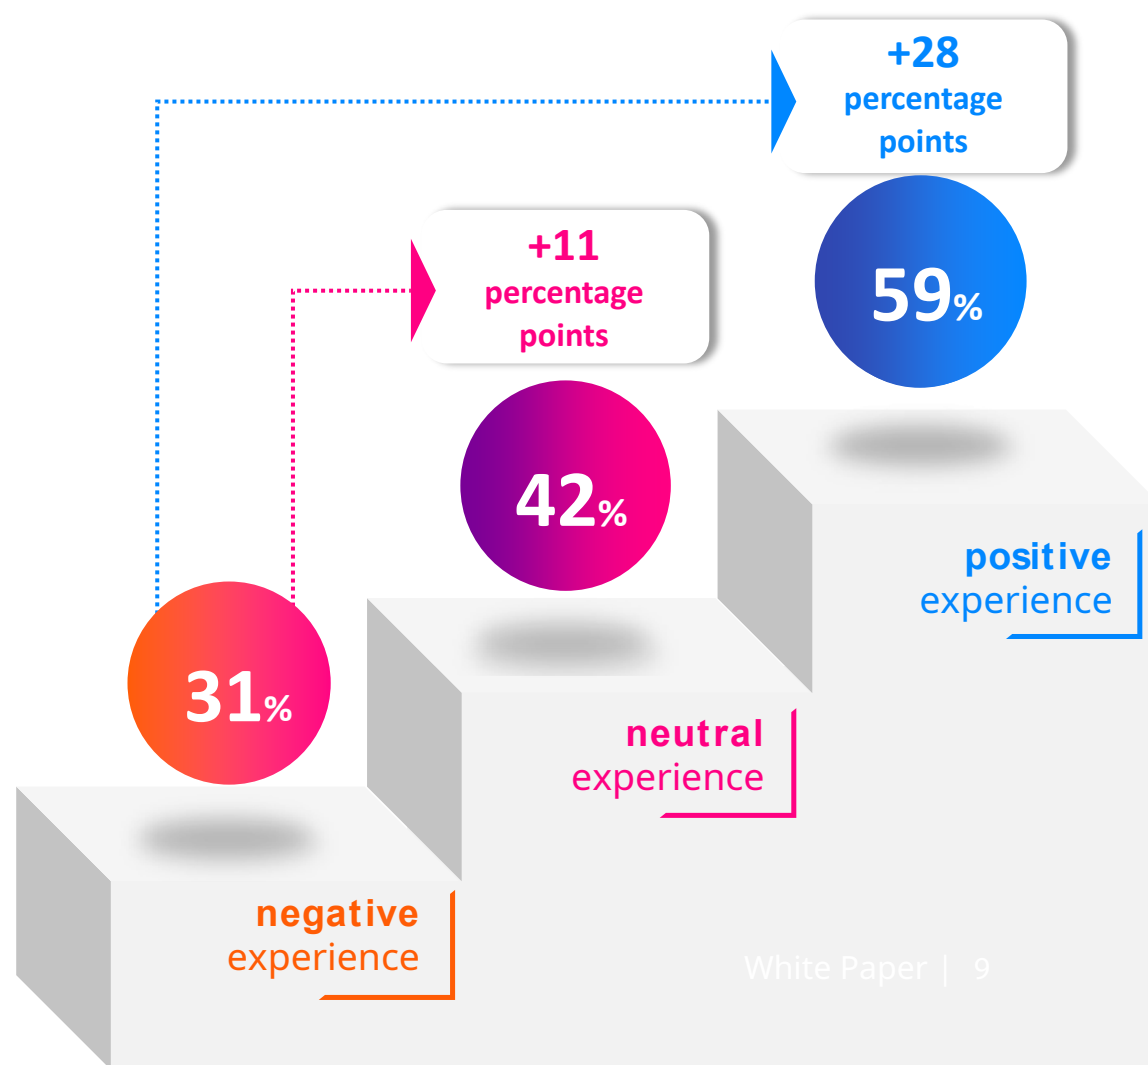 +28
percentage
points
59%
+11
percentage
points
42%
positive
experience
31%
neutral
experience
negative
experience
White Paper | 9